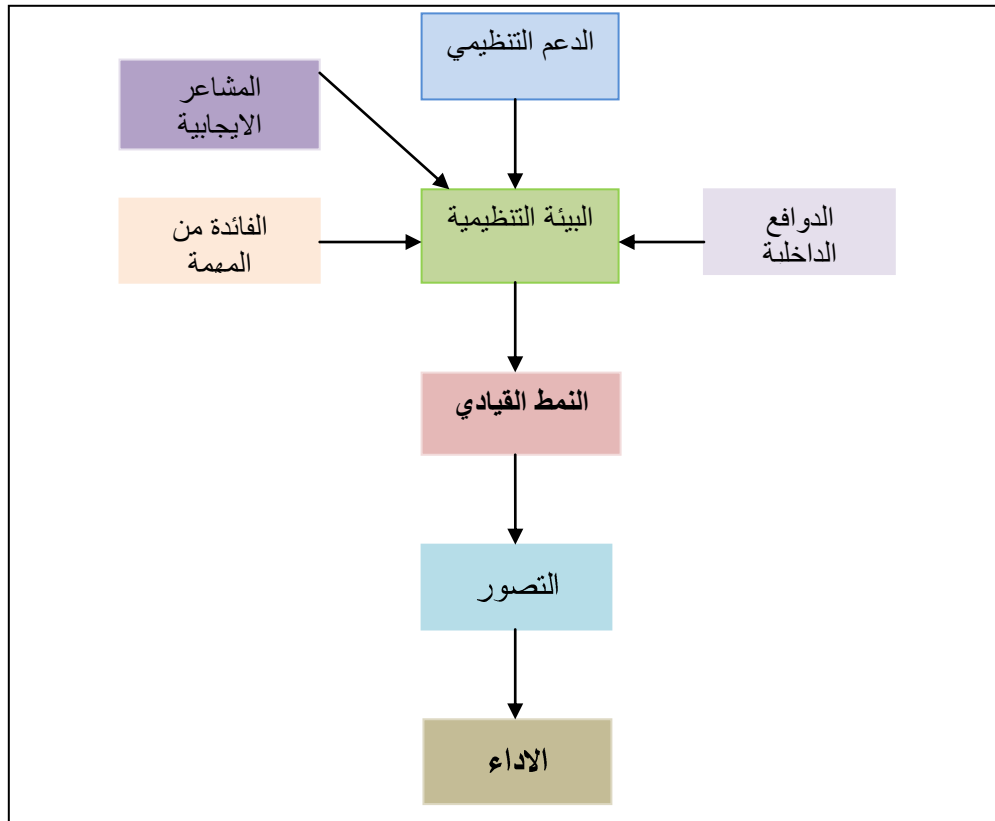 الدعم التنظيمي
المشاعر
الايجابية
البيئة التنظيمية
الدوافع
الداخلية
الفائدة من
المهمة
النمط القيادي
التصور
الاداء